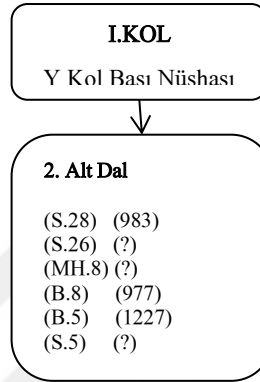 I.KOL
Y Kol Başı Nüshası
2. Alt Dal
(S.28) (983)
(S.26) (?)
(MH.8) (?)
(B.8) (977)
(B.5) (1227)
(S.5) (?)